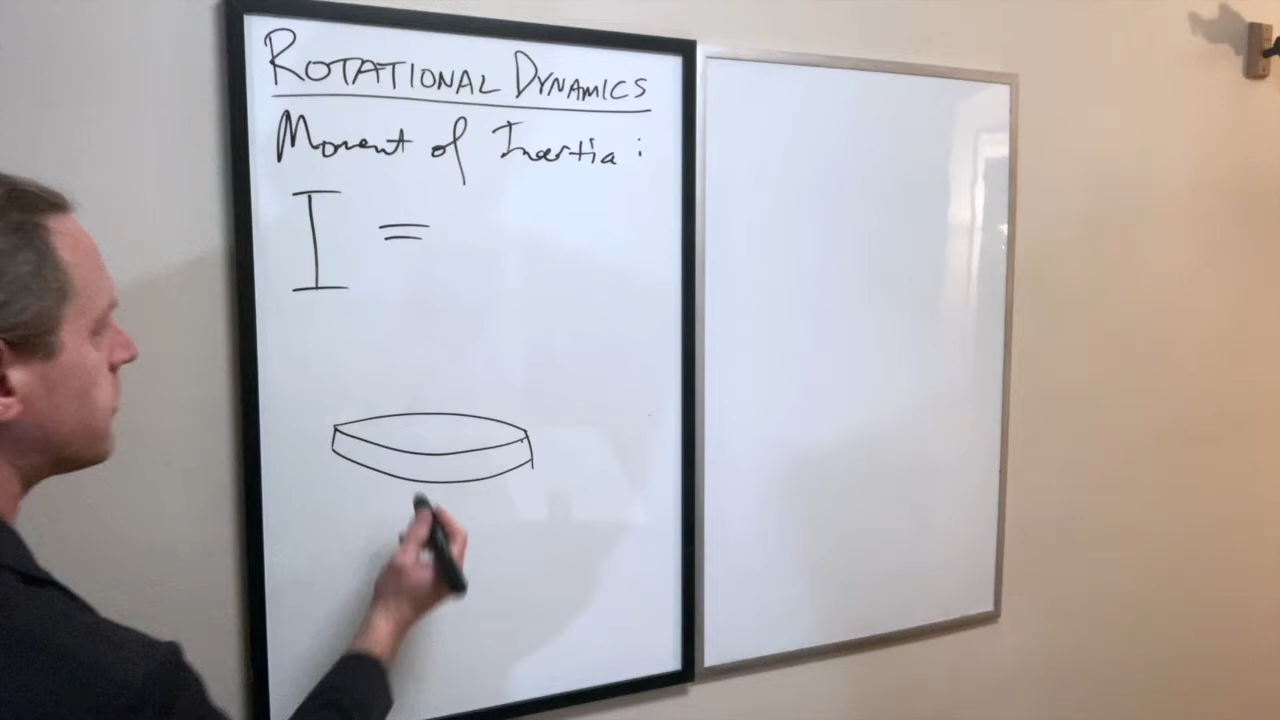 ROTATIONAL DYNAMICS
Moment of Inertia :
I =